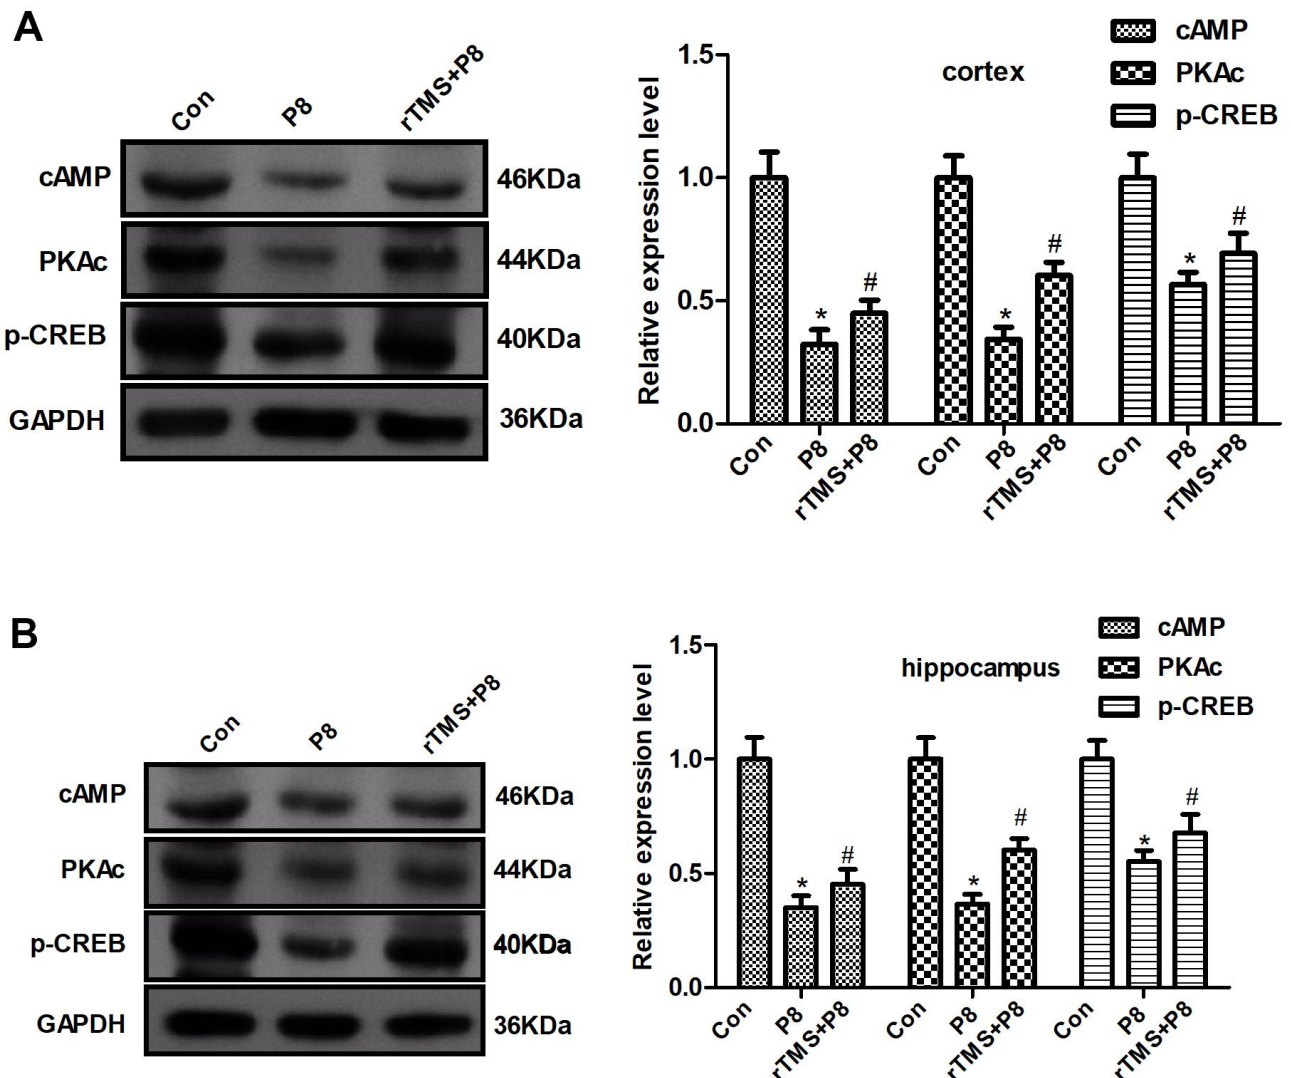 A
Con
P8
rTMS+P8
cAMP
46KDa
PKAc
44KDa
p-CREB
40KDa
GAPDH
36KDa
cAMP
PKAc
p-CREB
cortex
Relative expression level
1.5
1.0
0.5
0.0
*
#
*
#
*
#
Con
P8
rTMS+P8
Con
P8
rTMS+P8
Con
P8
rTMS+P8
B
Con
P8
rTMS+P8
cAMP
46KDa
PKAc
44KDa
p-CREB
40KDa
GAPDH
36KDa
cAMP
PKAc
p-CREB
hippocampus
Relative expression level
1.5
1.0
0.5
0.0
*
#
*
#
*
#
Con
P8
rTMS+P8
Con
P8
rTMS+P8
Con
P8
rTMS+P8